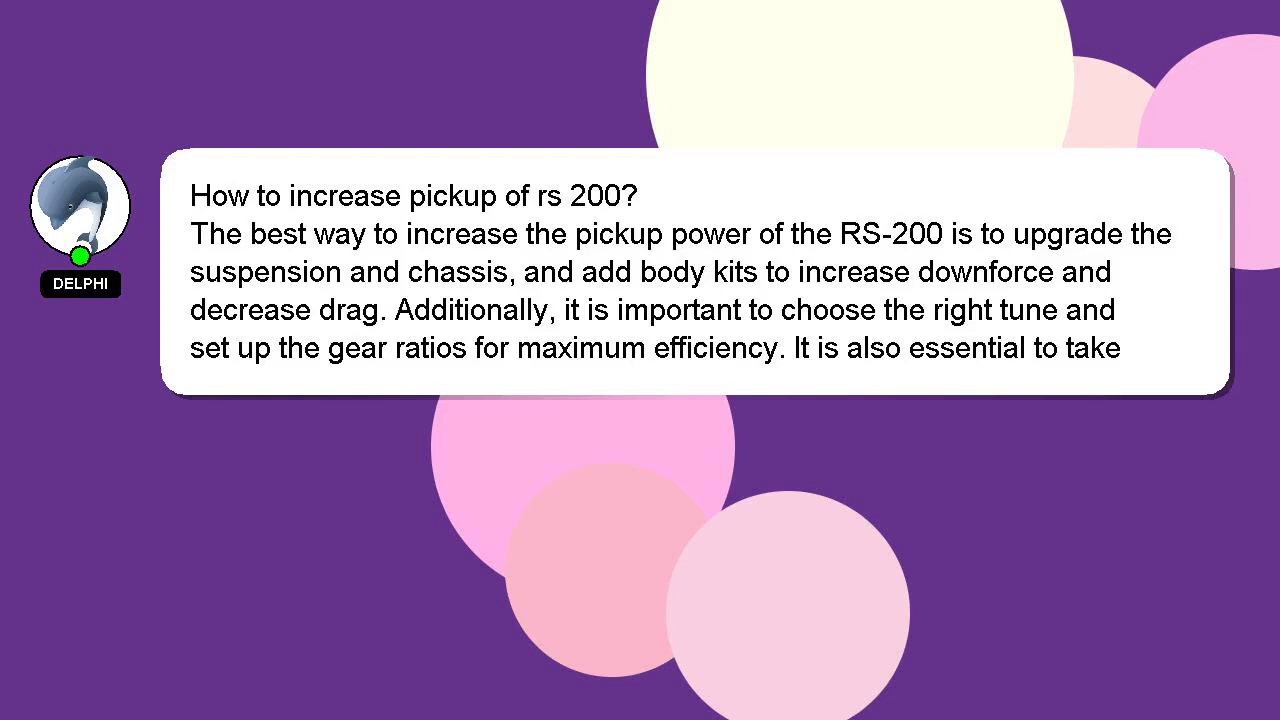 How to increase pickup of rs 200?
The best way to increase the pickup power of the RS-200 is to upgrade the
suspension and chassis, and add body kits to increase downforce and
decrease drag. Additionally, it is important to choose the right tune and
set up the gear ratios for maximum efficiency. It is also essential to take
DELPHI